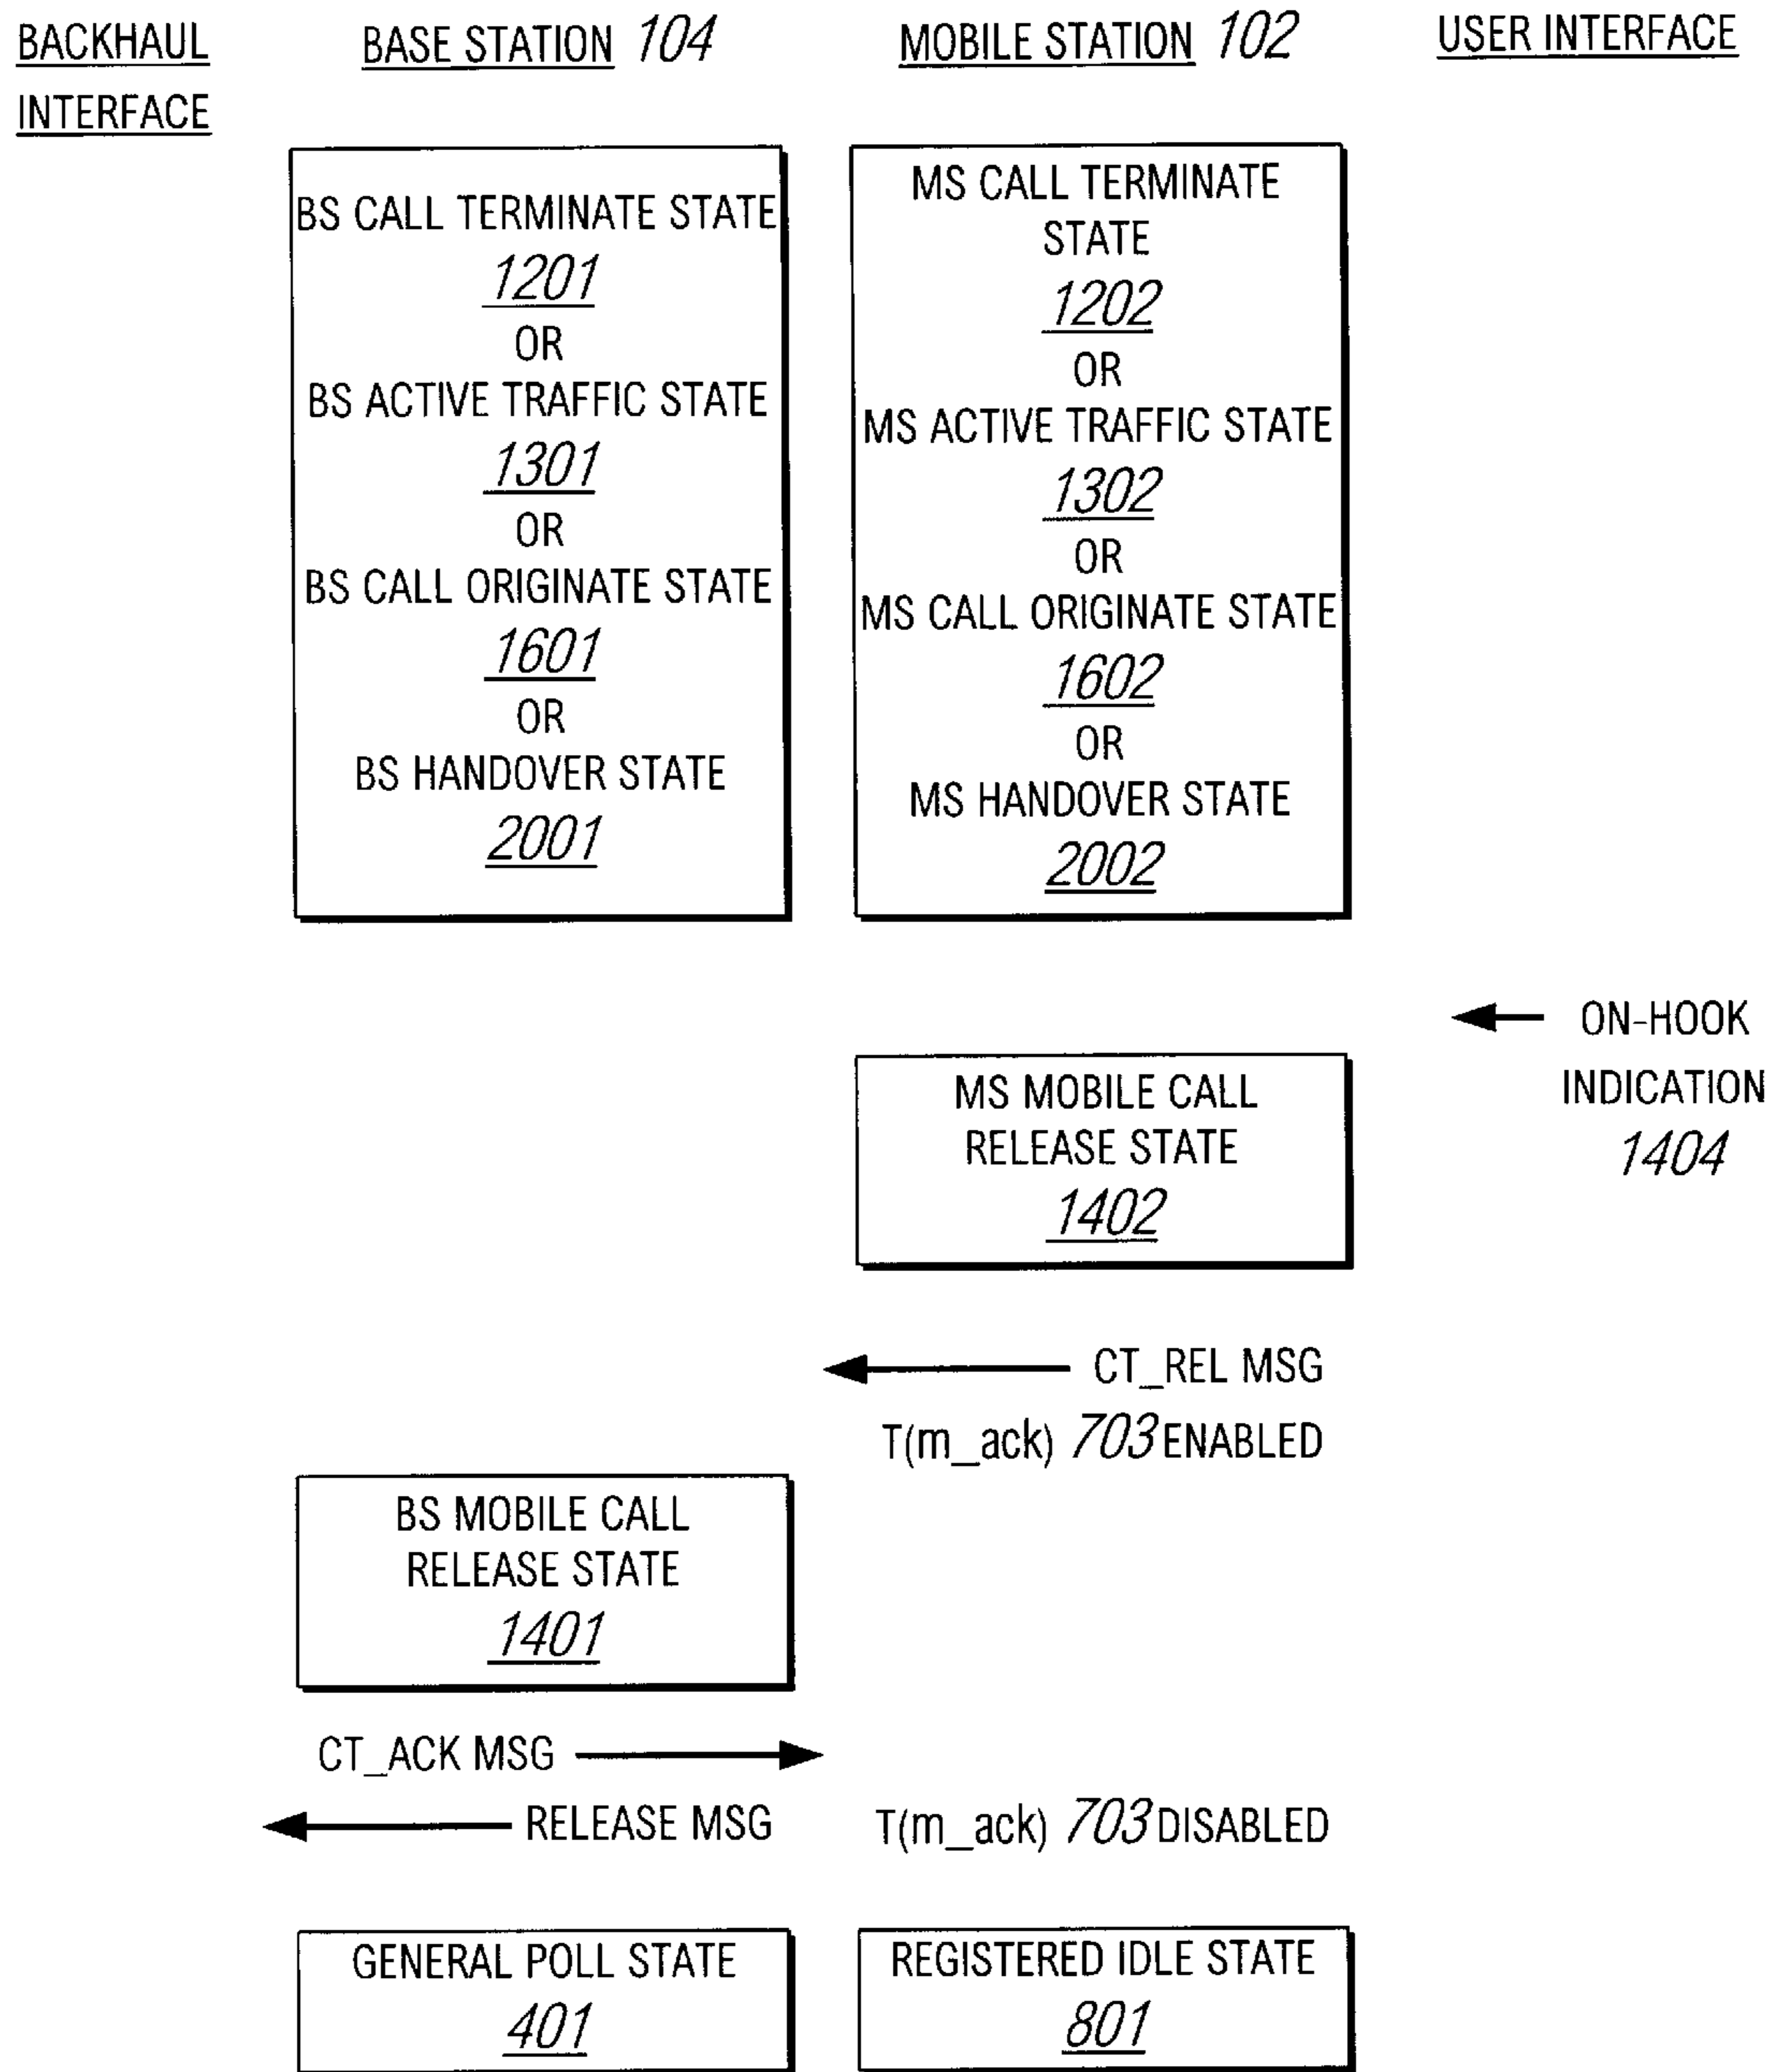 BACKHAUL INTERFACE
BASE STATION 104
MOBILE STATION 102
USER INTERFACE
BS CALL TERMINATE STATE
1201
OR
BS ACTIVE TRAFFIC STATE
1301
OR
BS CALL ORIGINATE STATE
1601
OR
BS HANDOVER STATE
2001
MS CALL TERMINATE
STATE
1202
OR
MS ACTIVE TRAFFIC STATE
1302
OR
MS CALL ORIGINATE STATE
1602
OR
MS HANDOVER STATE
2002
ON-HOOK
INDICATION
1404
MS MOBILE CALL
RELEASE STATE
1402
CT_REL MSG
T(m_ack) 703 ENABLED
BS MOBILE CALL
RELEASE STATE
1401
CT_ACK MSG
RELEASE MSG
T(m_ack) 703 DISABLED
GENERAL POLL STATE
401
REGISTERED IDLE STATE
801